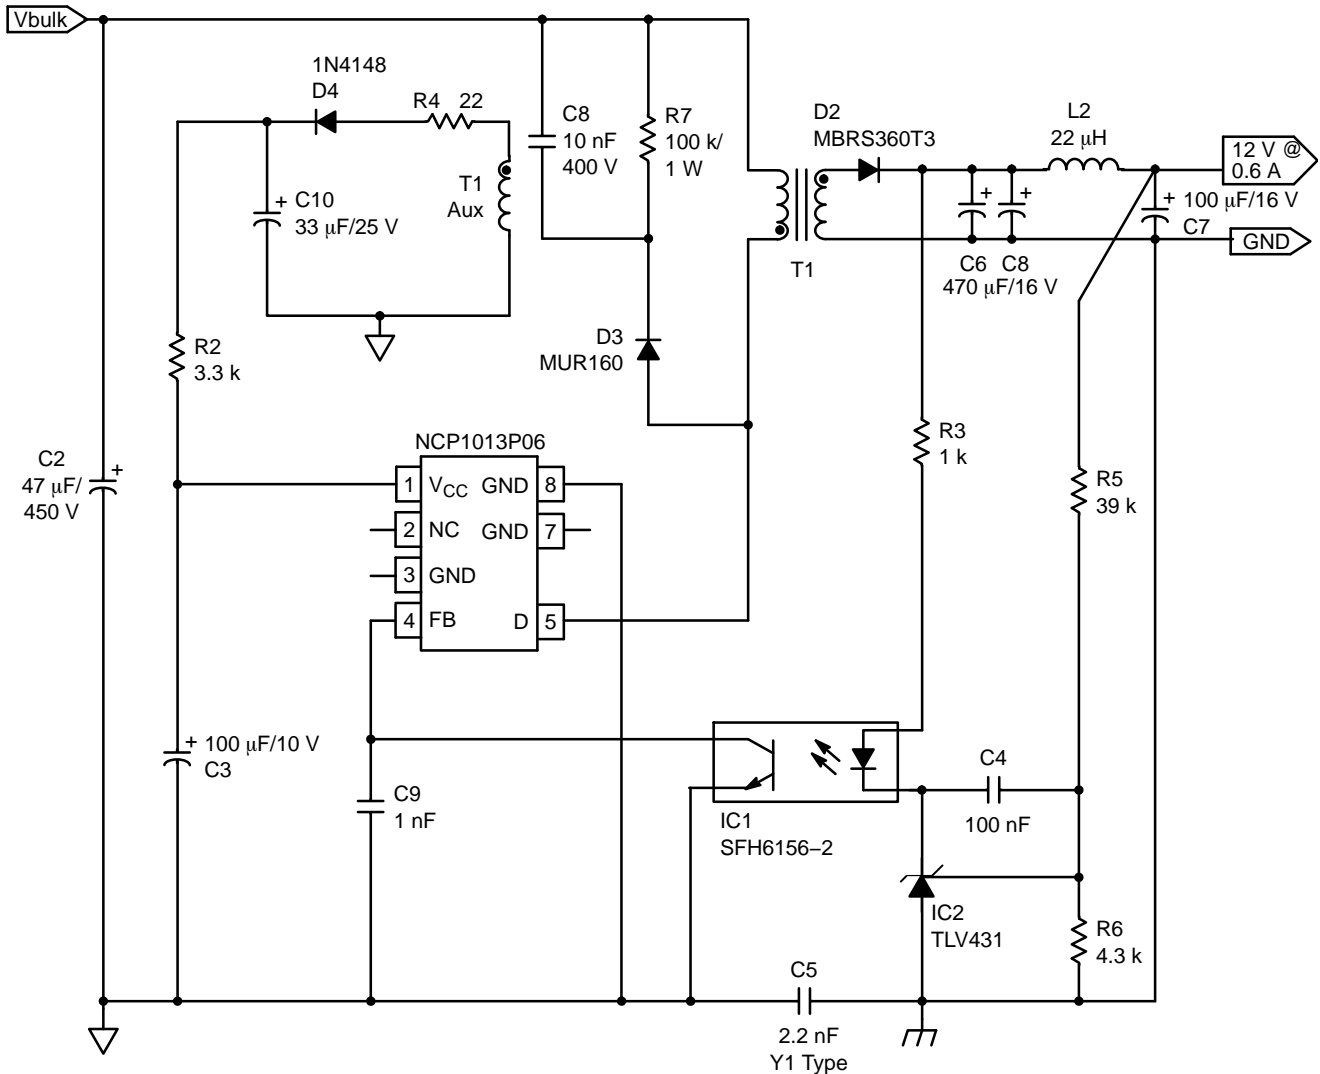 Vbulk
1N4148
D4
R4 22
C8
10 nF
400 V
R7
100 k/
1 W
D2
MBRS360T3
L2
22 μH
12 V @
0.6 A
T1
Aux
+ C10
33 μF/25 V
+
+
+ 100 μF/16 V
C7
GND
T1
C6 C8
470 μF/16 V
R2
3.3 k
D3
MUR160
R3
1 k
NCP1013P06
C2
47 μF/
450 V
+
1 VCC GND 8
2 NC GND 7
3 GND
4 FB D 5
R5
39 k
+ 100 μF/10 V
C3
C9
1 nF
IC1
SFH6156−2
C4
100 nF
IC2
TLV431
R6
4.3 k
C5
2.2 nF
Y1 Type